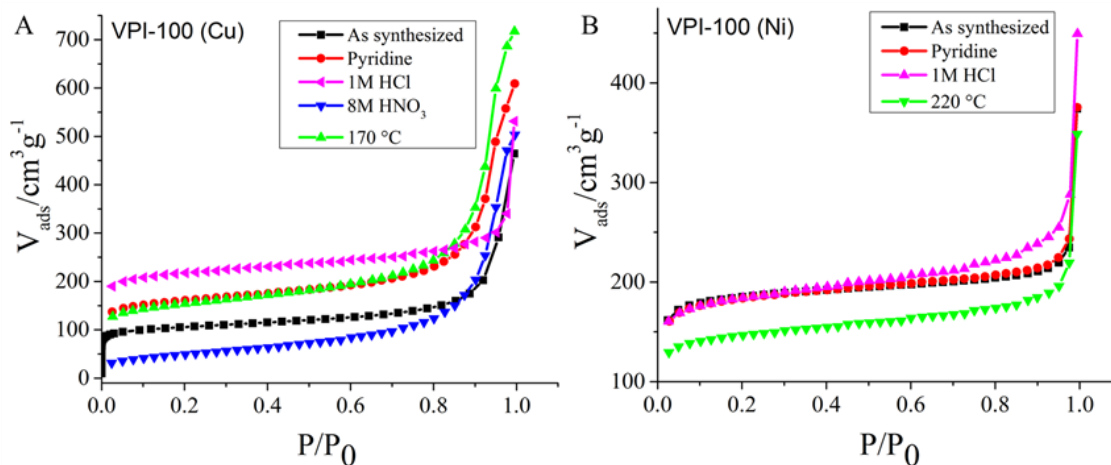 A
VPI-100 (Cu)
As synthesized
Pyridine
1M HCl
8M HNO₃
170 °C
700
600
500
400
300
200
100
0
V_ads/cm³g⁻¹
0.0 0.2 0.4 0.6 0.8 1.0
P/P₀
B
VPI-100 (Ni)
As synthesized
Pyridine
1M HCl
220 °C
400
300
200
100
V_ads/cm³g⁻¹
0.0 0.2 0.4 0.6 0.8 1.0
P/P₀